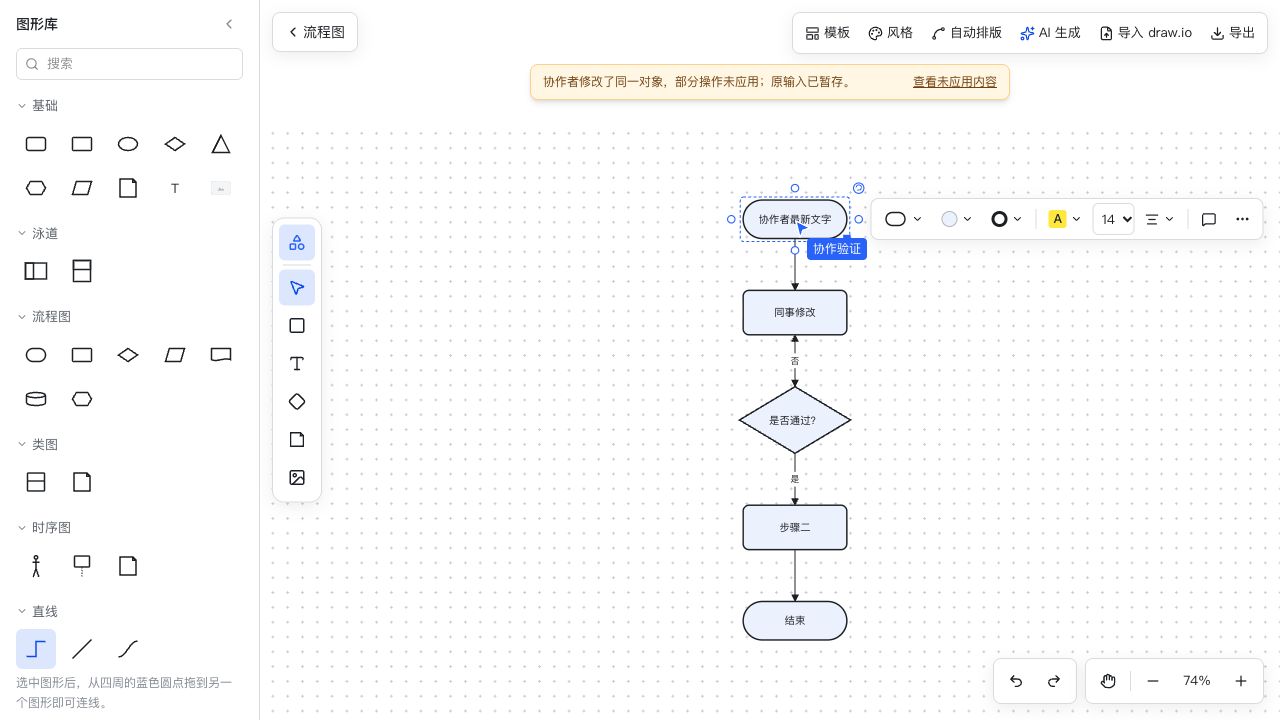 图形库
流程图
模板
风格
自动排版
AI 生成
导入 draw.io
导出
搜索
协作者修改了同一对象，部分操作未应用；原输入已暂存。
查看未应用内容
基础
T
泳道
流程图
类图
时序图
直线
选中图形后，从四周的蓝色圆点拖到另一
个图形即可连线。
协作者最新文字
协作验证
A
14
同事修改
否
是否通过?
是
步骤二
结束
74%